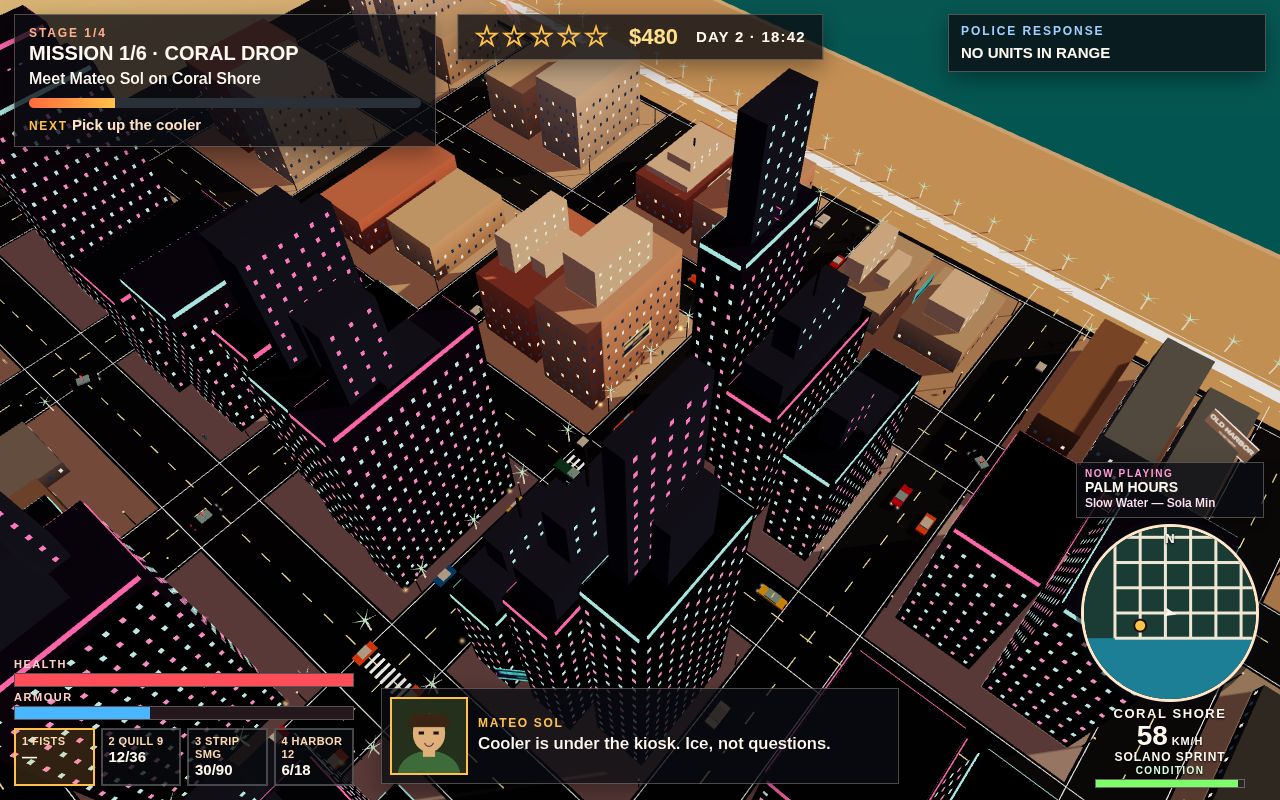 STAGE 1/4
MISSION 1/6 · CORAL DROP
Meet Mateo Sol on Coral Shore
NEXT Pick up the cooler
$480 DAY 2 · 18:42
POLICE RESPONSE
NO UNITS IN RANGE
OLD HARBOR
NOW PLAYING
PALM HOURS
Slow Water — Sola Min
N
CORAL SHORE
58 KM/H
SOLANO SPRINT
CONDITION
HEALTH
ARMOUR
1 FISTS
—
2 QUILL 9
12/36
3 STRIP SMG
30/90
4 HARBOR 12
6/18
MATEO SOL
Cooler is under the kiosk. Ice, not questions.